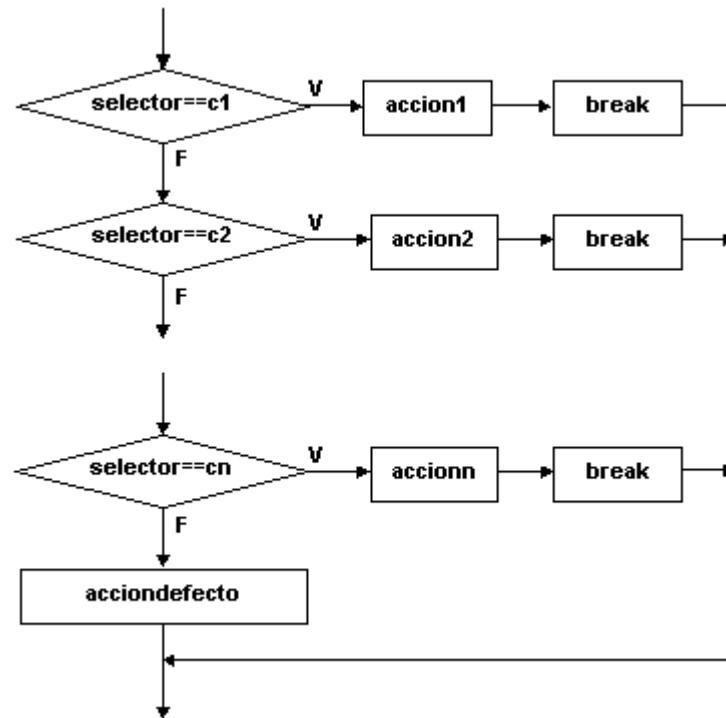 selector==c1
V
accion1
break
F
selector==c2
V
accion2
break
F
selector==cn
V
accionn
break
F
acciondefecto